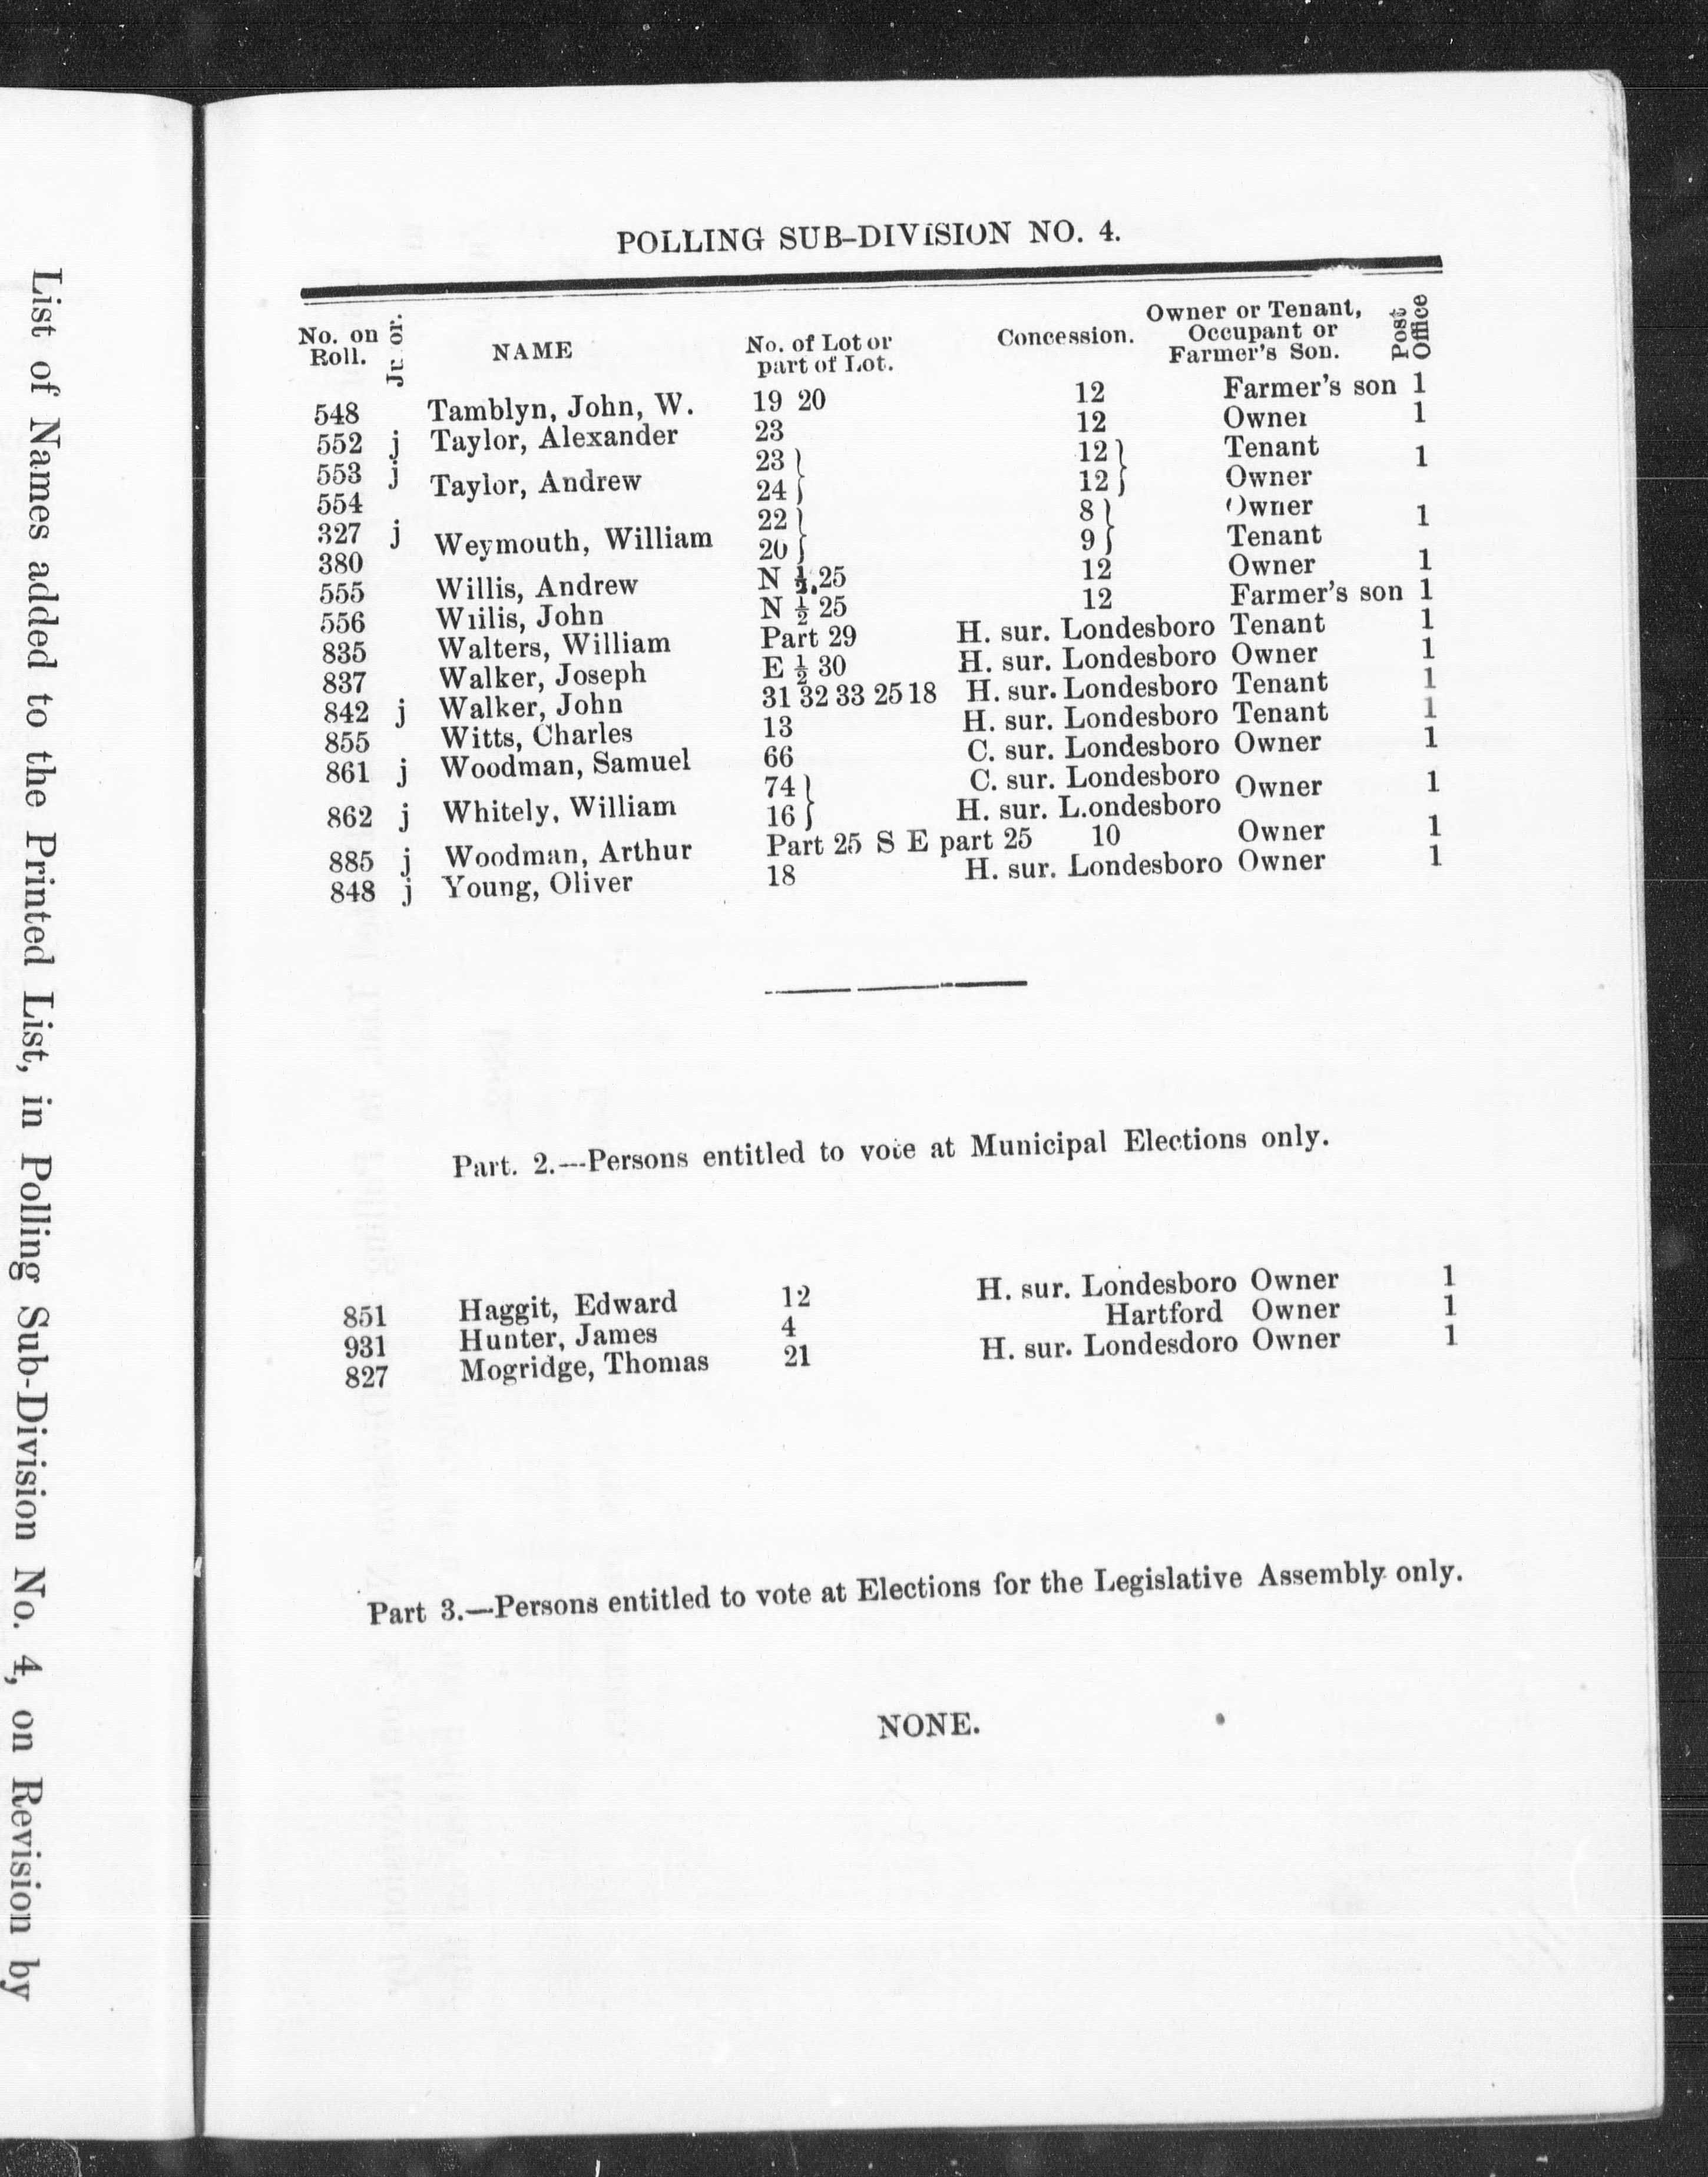 List of Names added to the Printed List, in Polling Sub-Division No. 4, on Revision by
POLLING SUB-DIVISION NO. 4.
No. on Roll. Ju or. NAME No. of Lot or part of Lot. Concession. Owner or Tenant, Occupant or Farmer's Son. Post Office
548 Tamblyn, John, W. 19 20 12 Farmer's son 1
552 j Taylor, Alexander 23 12 Owner 1
553 j Taylor, Andrew 23 } 12 } Tenant 1
554 24 } 12 } Owner
327 j Weymouth, William 22 } 8 } Owner 1
380 20 } 9 } Tenant
555 Willis, Andrew N ½ 25 12 Owner 1
556 Wiilis, John N ½ 25 12 Farmer's son 1
835 Walters, William Part 29 H. sur. Londesboro Tenant 1
837 Walker, Joseph E ½ 30 H. sur. Londesboro Owner 1
842 j Walker, John 31 32 33 25 18 H. sur. Londesboro Tenant 1
855 Witts, Charles 13 H. sur. Londesboro Tenant 1
861 j Woodman, Samuel 66 C. sur. Londesboro Owner 1
862 j Whitely, William 74 } C. sur. Londesboro Owner 1
16 } H. sur. L.ondesboro
885 j Woodman, Arthur Part 25 S E part 25 10 Owner 1
848 j Young, Oliver 18 H. sur. Londesboro Owner 1
Part. 2.—Persons entitled to vote at Municipal Elections only.
851 Haggit, Edward 12 H. sur. Londesboro Owner 1
931 Hunter, James 4 Hartford Owner 1
827 Mogridge, Thomas 21 H. sur. Londesdoro Owner 1
Part 3.—Persons entitled to vote at Elections for the Legislative Assembly only.
NONE.